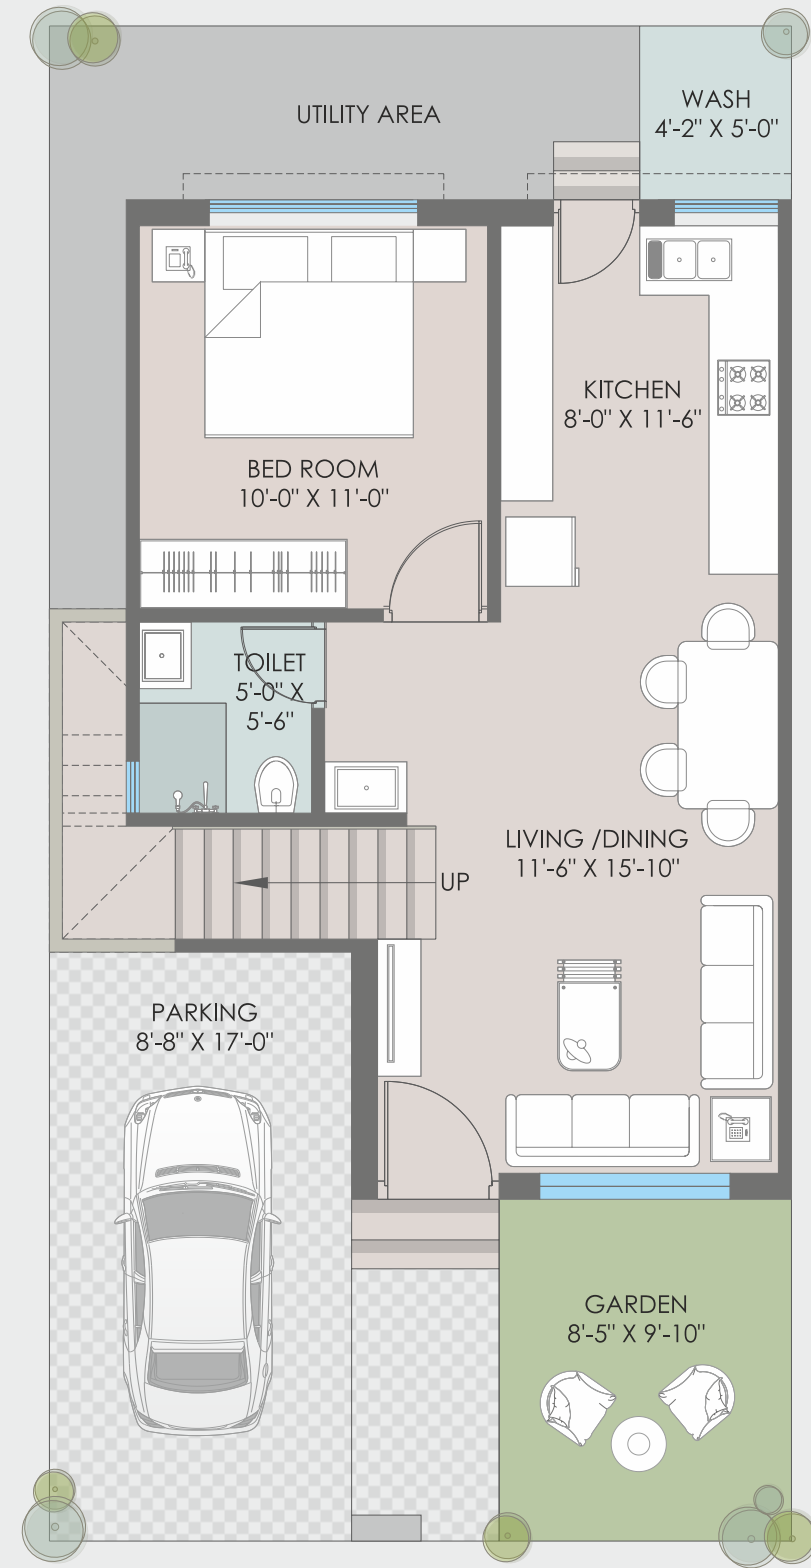 UTILITY AREA
WASH
4'-2" X 5'-0"
KITCHEN
8'-0" X 11'-6"
BED ROOM
10'-0" X 11'-0"
TOILET
5'-0" X
5'-6"
LIVING /DINING
11'-6" X 15'-10"
UP
PARKING
8'-8" X 17'-0"
GARDEN
8'-5" X 9'-10"